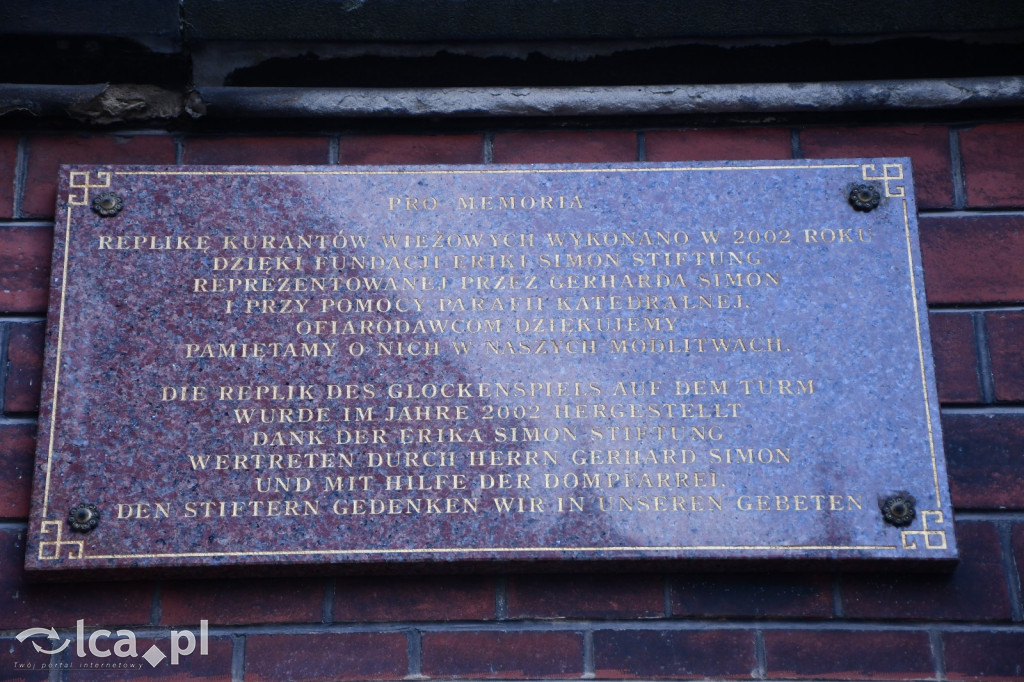 PRO MEMORIA
REPLIKĘ KURANTÓW WIEŻOWYCH WYKONANO W 2002 ROKU
DZIĘKI FUNDACJI ERIKI SIMON STIFTUNG
REPREZENTOWANEJ PRZEZ GERHARDA SIMON
I PRZY POMOCY PARAFII KATEDRALNEJ.
OFIARODAWCOM DZIĘKUJEMY
PAMIĘTAMY O NICH W NASZYCH MODLITWACH.
DIE REPLIK DES GLOCKENSPIELS AUF DEM TURM
WURDE IM JAHRE 2002 HERGESTELLT
DANK DER ERIKA SIMON STIFTUNG
WERTRETEN DURCH HERRN GERHARD SIMON
UND MIT HILFE DER DOMPFARREI.
DEN STIFTERN GEDENKEN WIR IN UNSEREN GEBETEN
lca.pl
Twój portal internetowy